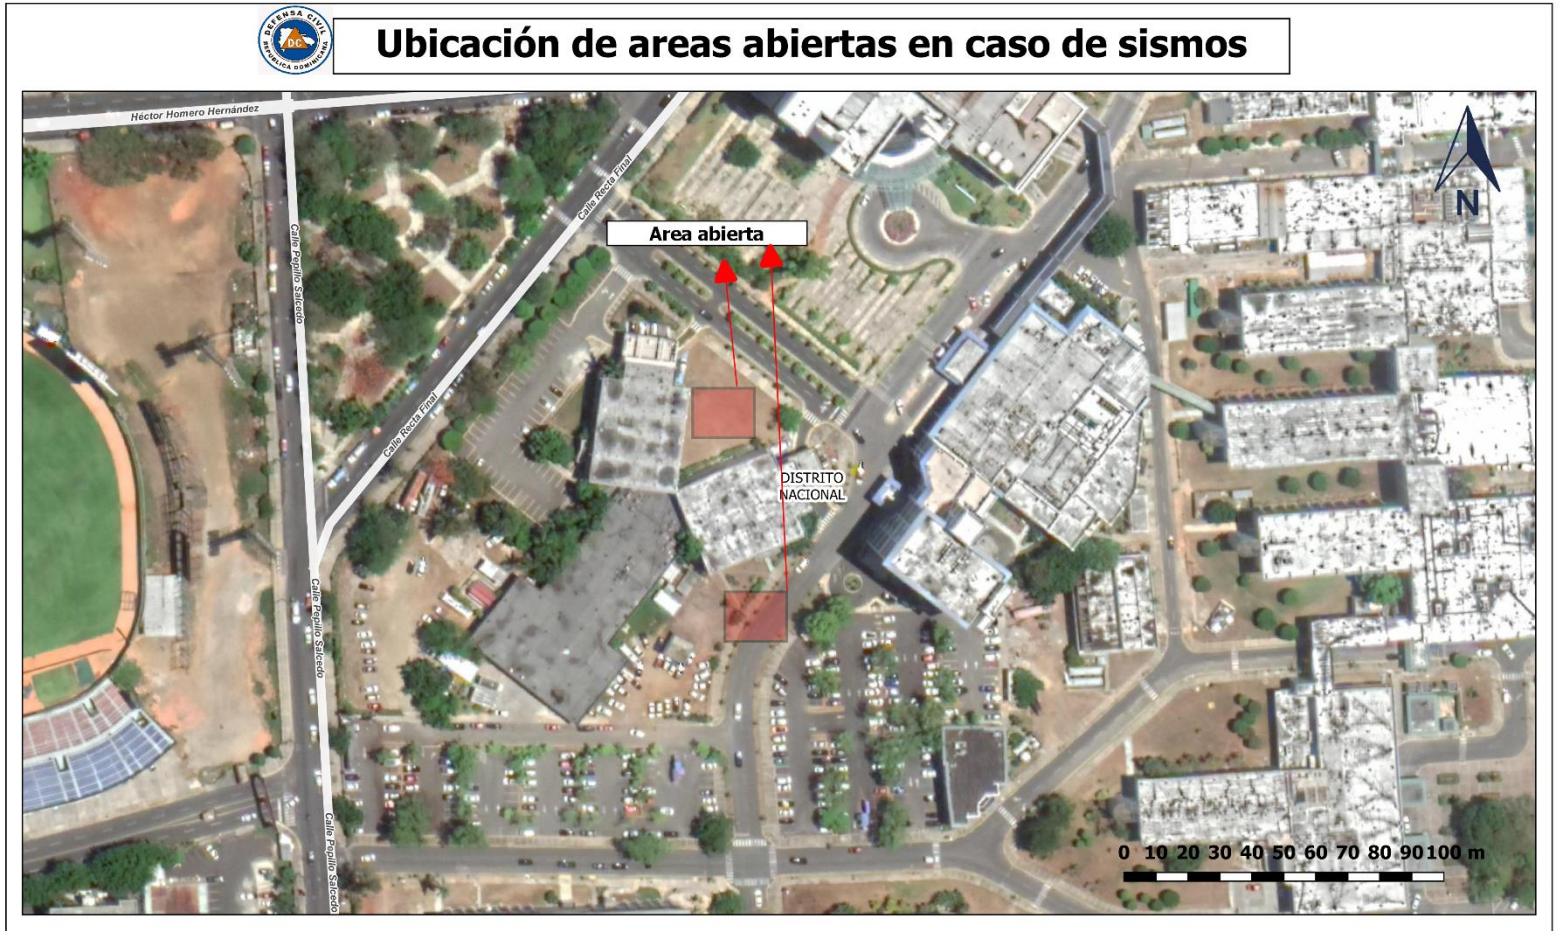 DEFENSA CIVIL
DC
REPUBLICA DOMINICANA
Ubicación de areas abiertas en caso de sismos
Héctor Homero Hernández
Calle Recta Final
N
Area abierta
Calle Pepillo Salcedo
Calle Recta Final
DISTRITO
NACIONAL
Calle Pepillo Salcedo
Calle Pepillo Salcedo
0 10 20 30 40 50 60 70 80 90 100 m